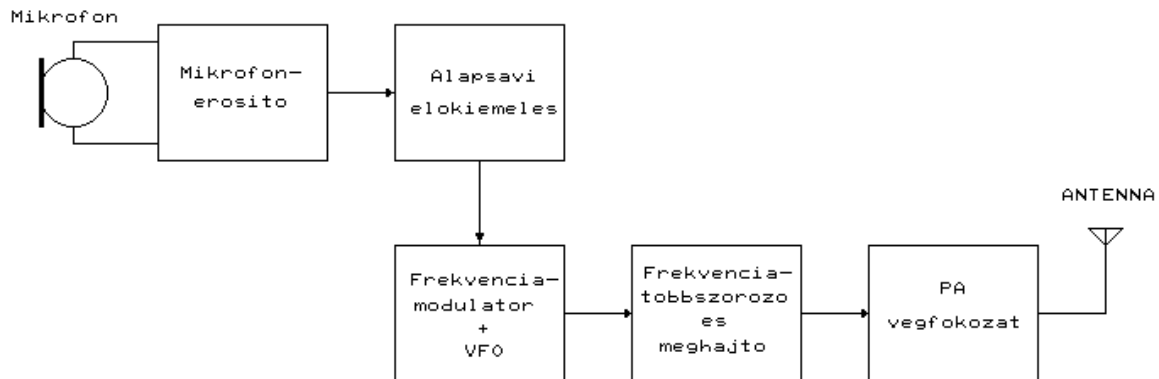 Mikrofon
Mikrofon-
erosito
Alapsavi
elokiemeles
ANTENNA
Frekvencia-
modulator
+
VFO
Frekvencia-
tobbszorozo
es
meghajto
PA
vegfokozat